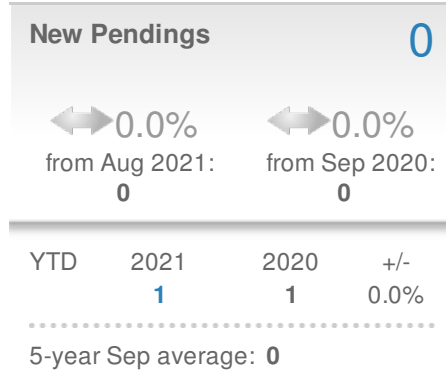 New Pendings 0
0.0% 0.0%
from Aug 2021: from Sep 2020:
0 0
YTD 2021 2020 +/-
1 1 0.0%
5-year Sep average: 0